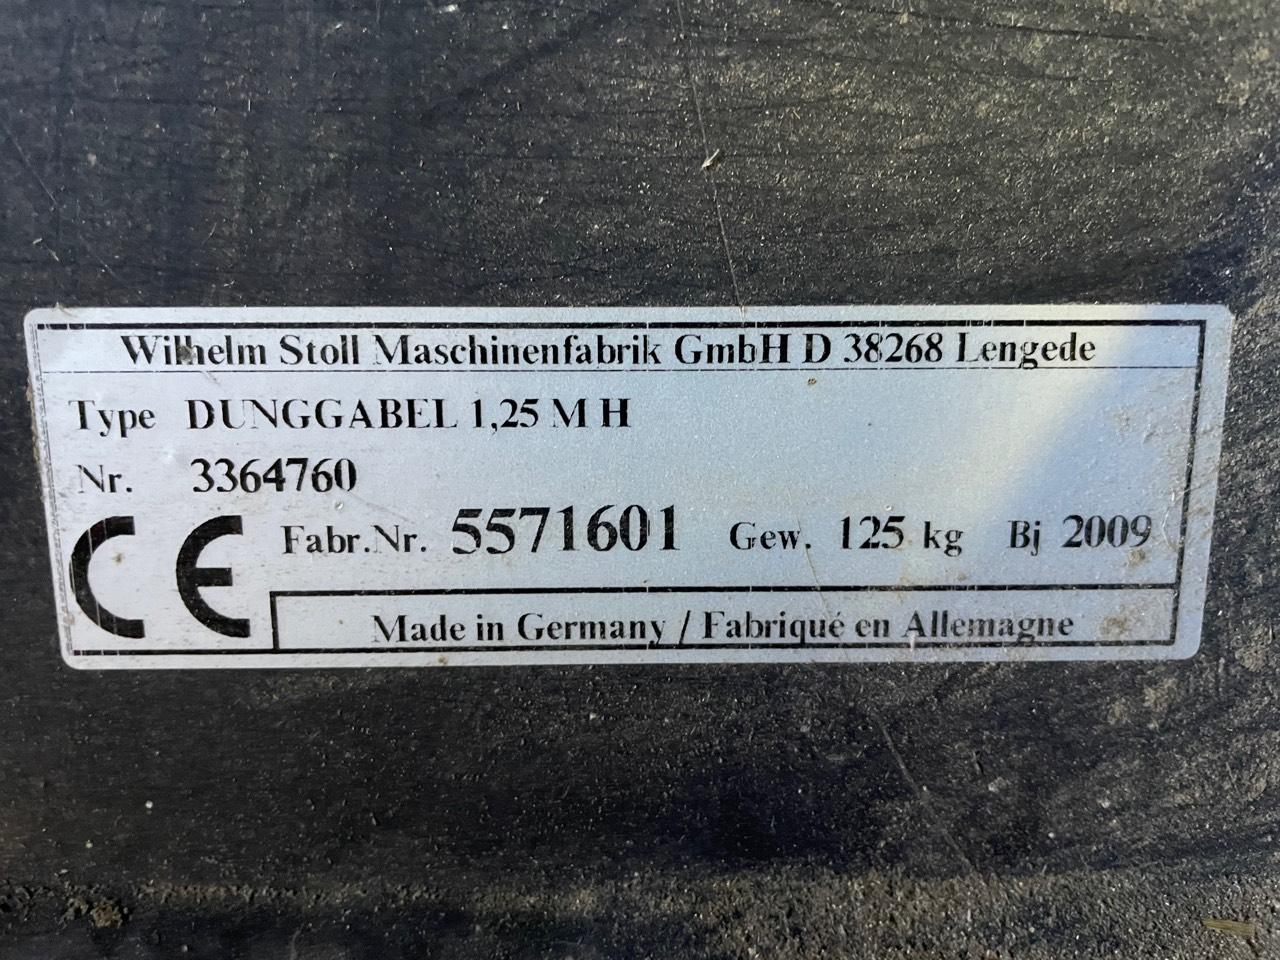 Wilhelm Stoll Maschinenfabrik GmbH D 38268 Lengede
Type DUNGGABEL 1,25 M H
Nr. 3364760
CE Fabr.Nr. 5571601 Gew. 125 kg Bj 2009
Made in Germany / Fabriqué en Allemagne